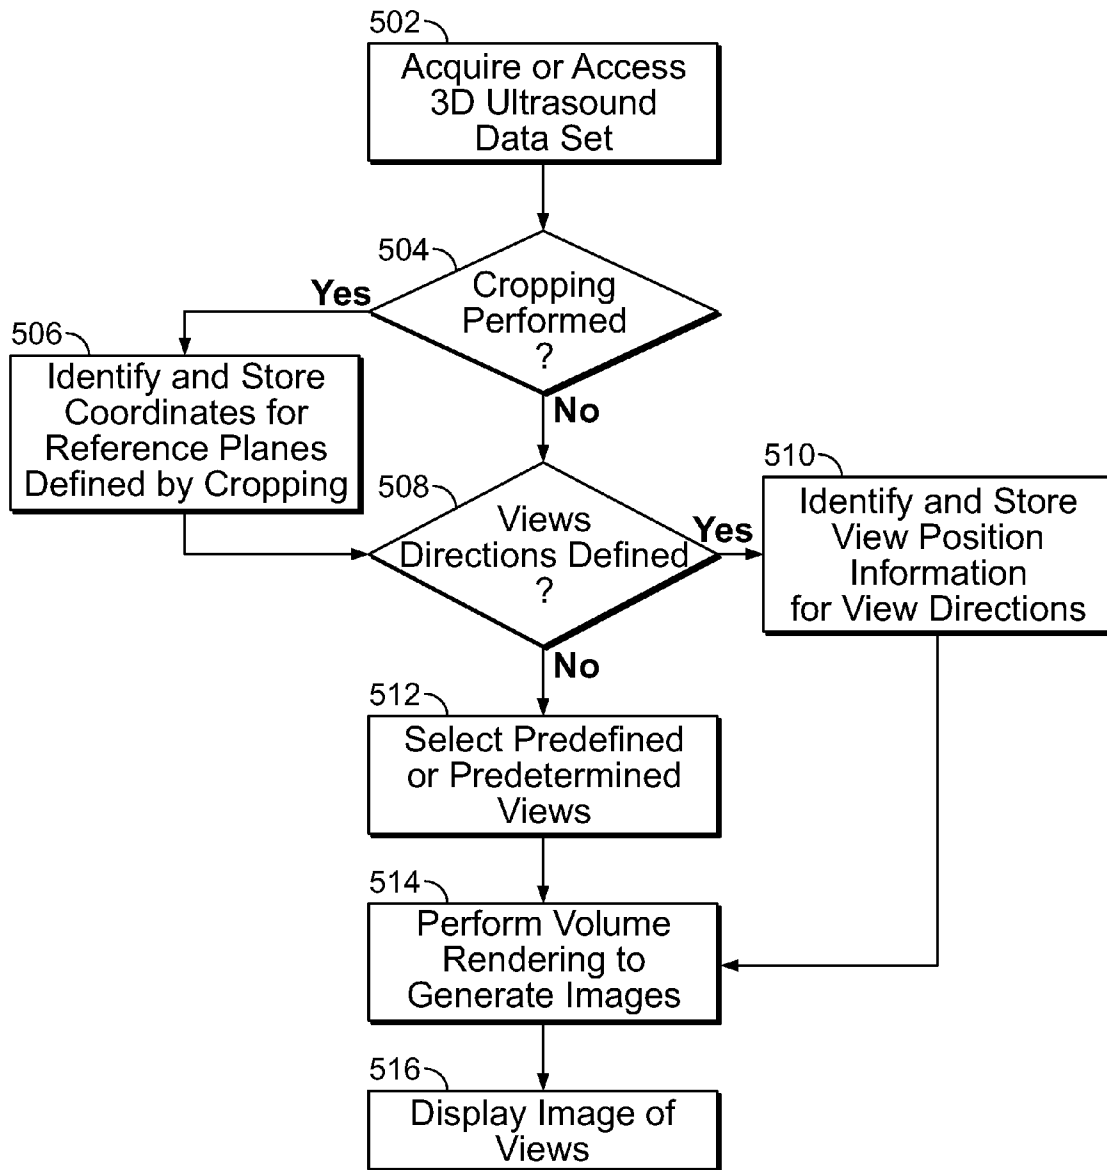 502
Acquire or Access
3D Ultrasound
Data Set
504
Cropping
Performed
?
Yes
No
506
Identify and Store
Coordinates for
Reference Planes
Defined by Cropping
508
Views
Directions Defined
?
Yes
No
510
Identify and Store
View Position
Information
for View Directions
512
Select Predefined
or Predetermined
Views
514
Perform Volume
Rendering to
Generate Images
516
Display Image of
Views